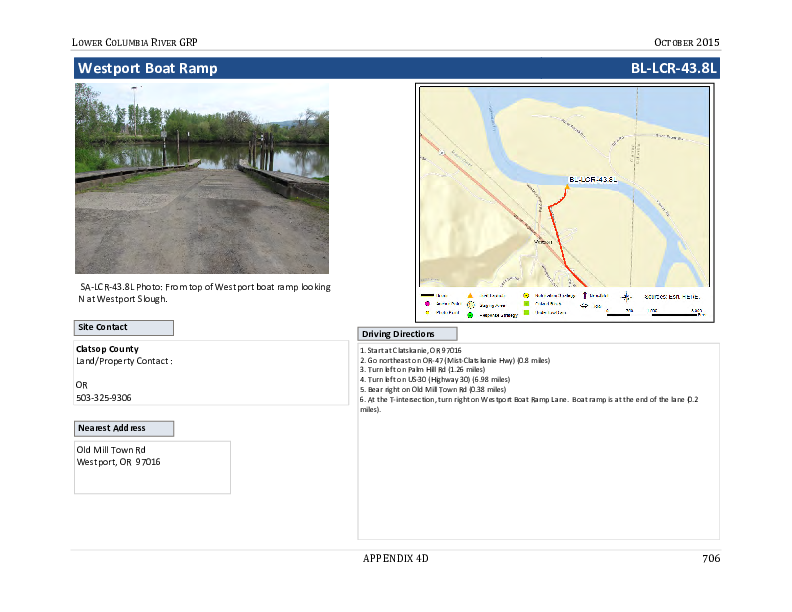 LOWER COLUMBIA RIVER GRP
OCTOBER 2015
Westport Boat Ramp
BL-LCR-43.8L
BL-LCR-43.8L
Westport
Sources: Esri, HERE,
SA-LCR-43.8L Photo: From top of Westport boat ramp looking
N at Westport Slough.
Site Contact
Clatsop County
Land/Property Contact :
OR
503-325-9306
Nearest Address
Old Mill Town Rd
Westport, OR 97016
Driving Directions
1. Start at Clatskanie, OR 97016
2. Go northeast on OR-47 (Mist-Clatskanie Hwy) (0.8 miles)
3. Turn left on Palm Hill Rd (1.26 miles)
4. Turn left on US-30 (Highway 30) (6.98 miles)
5. Bear right on Old Mill Town Rd (0.38 miles)
6. At the T-intersection, turn right on Westport Boat Ramp Lane. Boat ramp is at the end of the lane (0.2
miles).
APPENDIX 4D
706